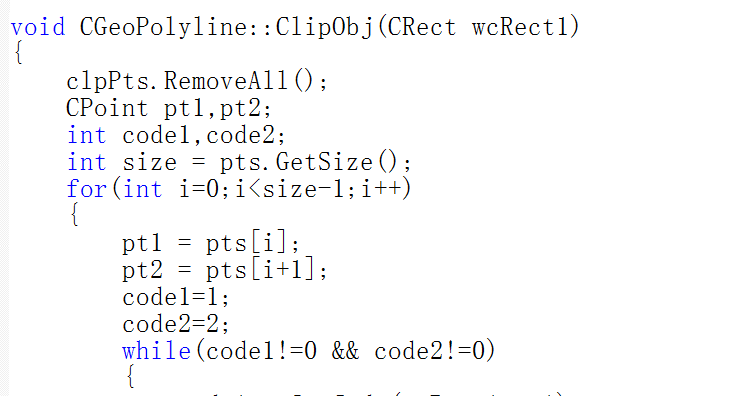 void CGeoPolyline::ClipObj(CRect wcRect1)
{
clpPts.RemoveAll();
CPoint pt1,pt2;
int code1,code2;
int size = pts.GetSize();
for(int i=0;i<size-1;i++)
{
pt1 = pts[i];
pt2 = pts[i+1];
code1=1;
code2=2;
while(code1!=0 && code2!=0)
{